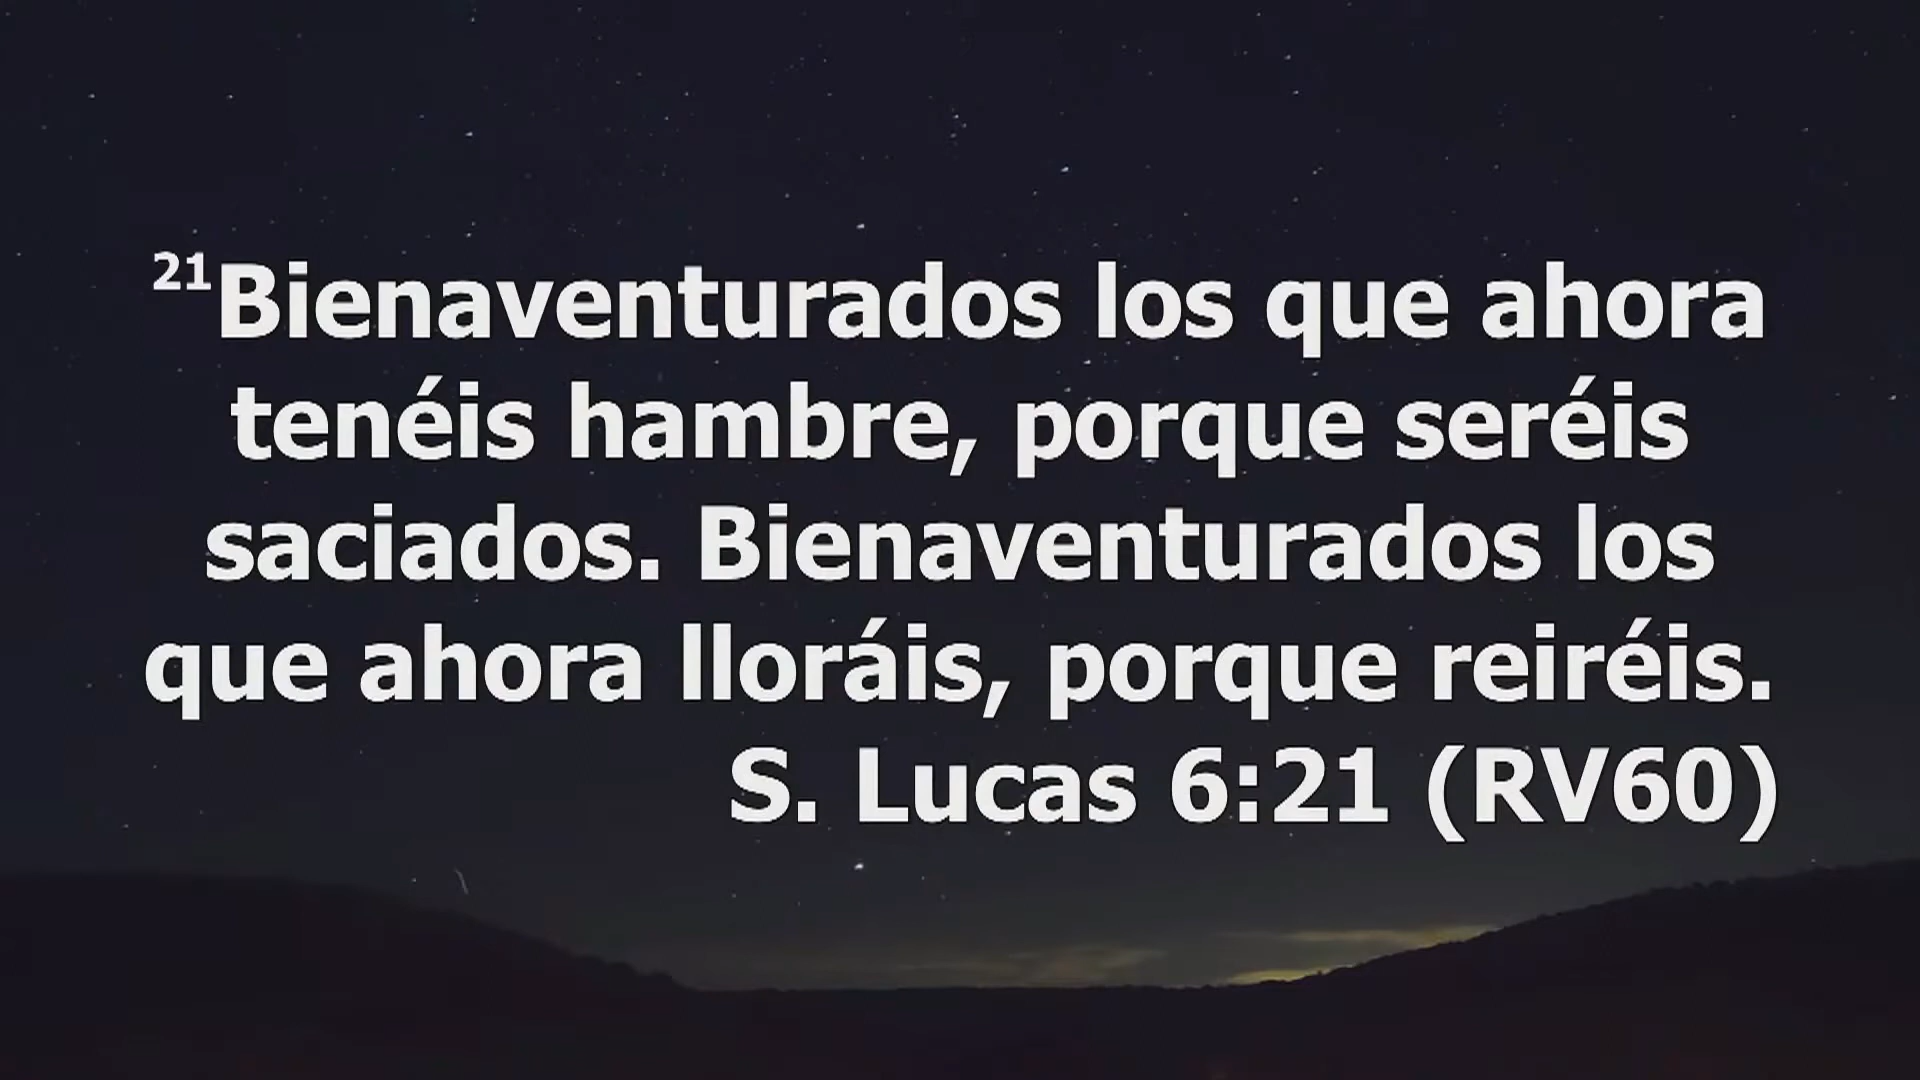 21Bienaventurados los que ahora
tenéis hambre, porque seréis
saciados. Bienaventurados los
que ahora lloráis, porque reiréis.
S. Lucas 6:21 (RV60)